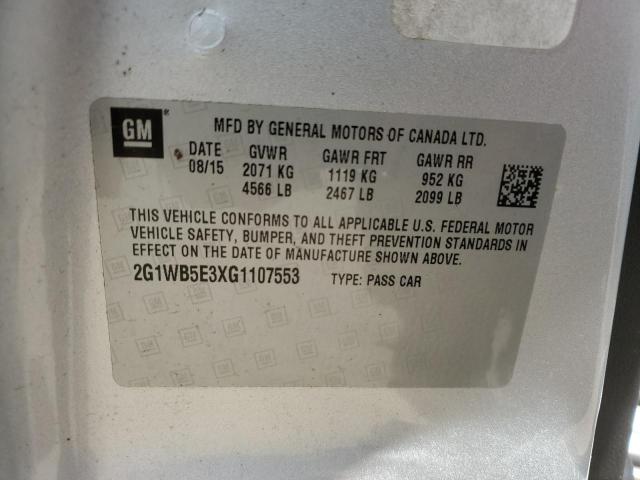 GM
MFD BY GENERAL MOTORS OF CANADA LTD.
DATE GVWR GAWR FRT GAWR RR
08/15 2071 KG 1119 KG 952 KG
4566 LB 2467 LB 2099 LB
THIS VEHICLE CONFORMS TO ALL APPLICABLE U.S. FEDERAL MOTOR
VEHICLE SAFETY, BUMPER, AND THEFT PREVENTION STANDARDS IN
EFFECT ON THE DATE OF MANUFACTURE SHOWN ABOVE.
2G1WB5E3XG1107553 TYPE: PASS CAR